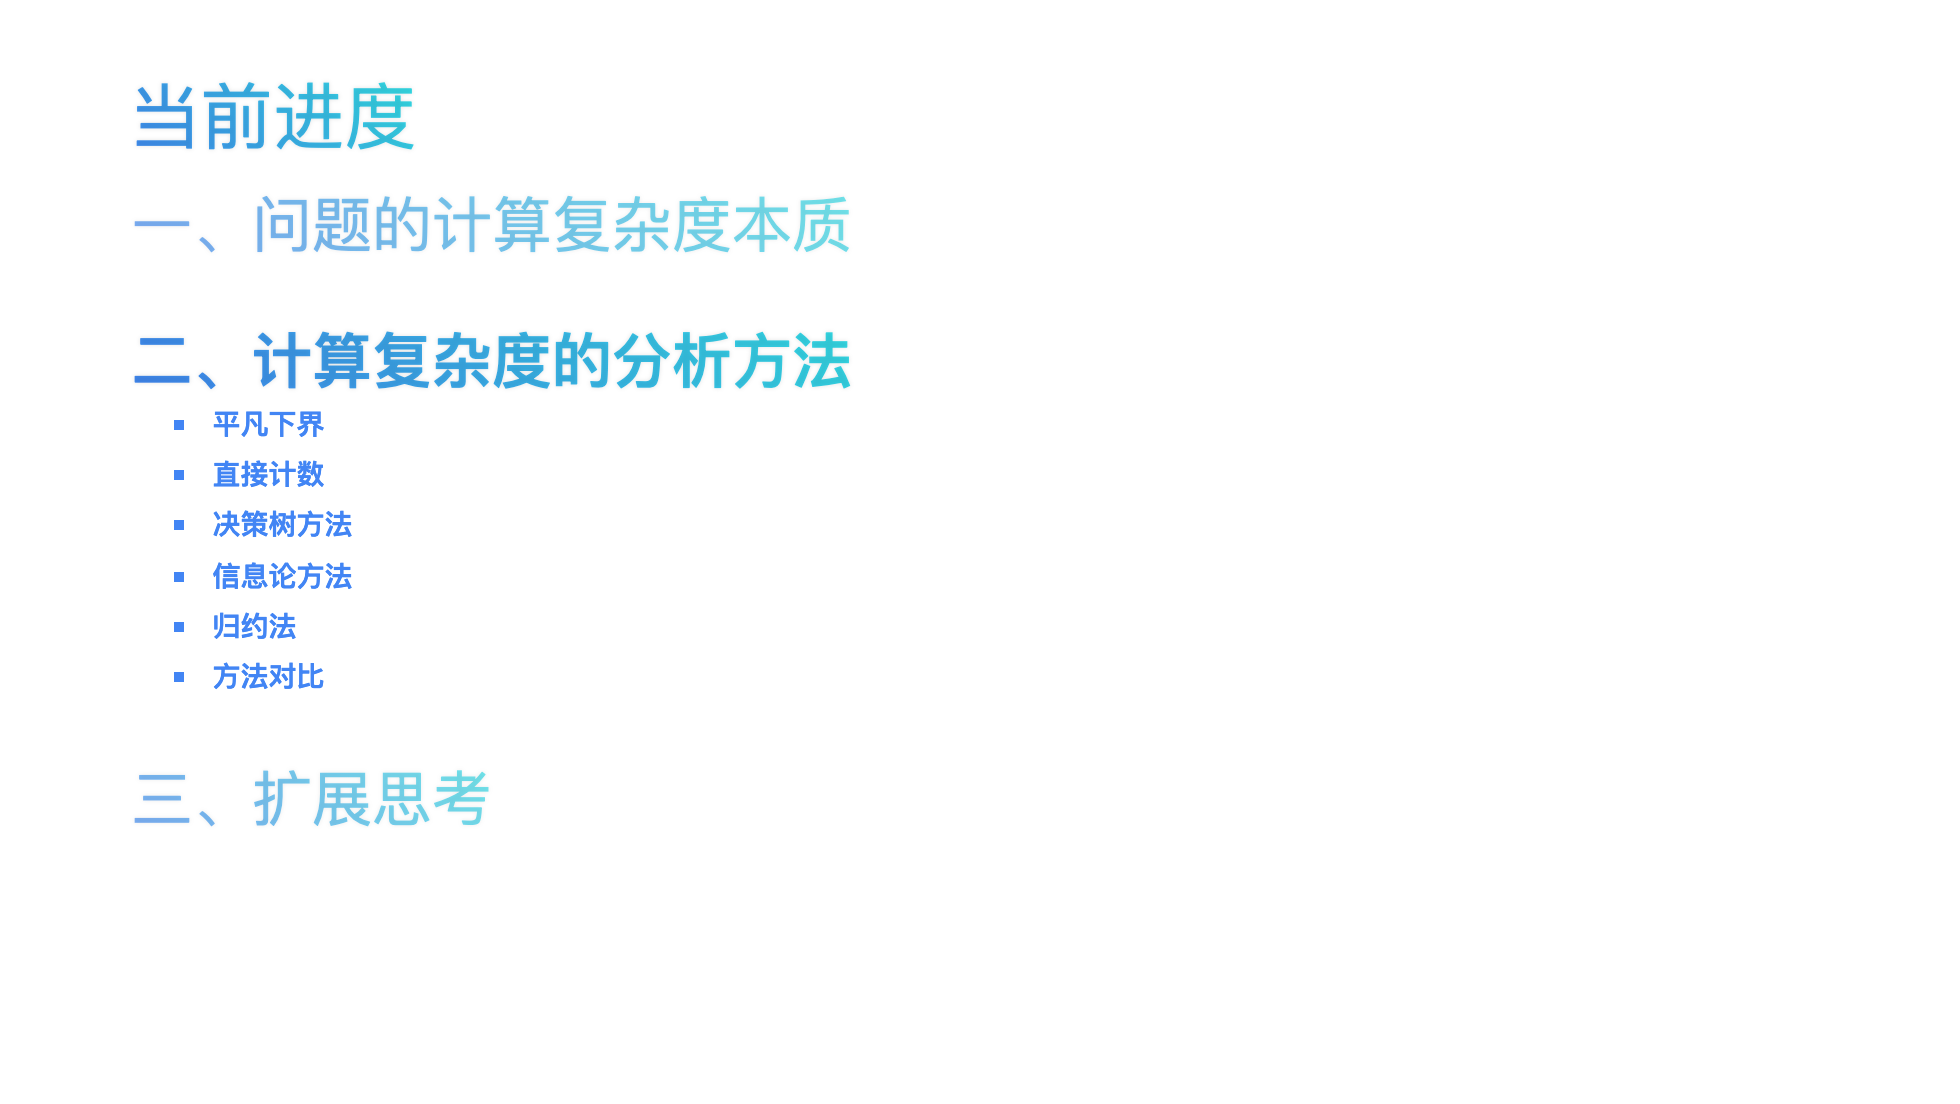 当前进度
一、问题的计算复杂度本质
二、计算复杂度的分析方法
▪ 平凡下界
▪ 直接计数
▪ 决策树方法
▪ 信息论方法
▪ 归约法
▪ 方法对比
三、扩展思考